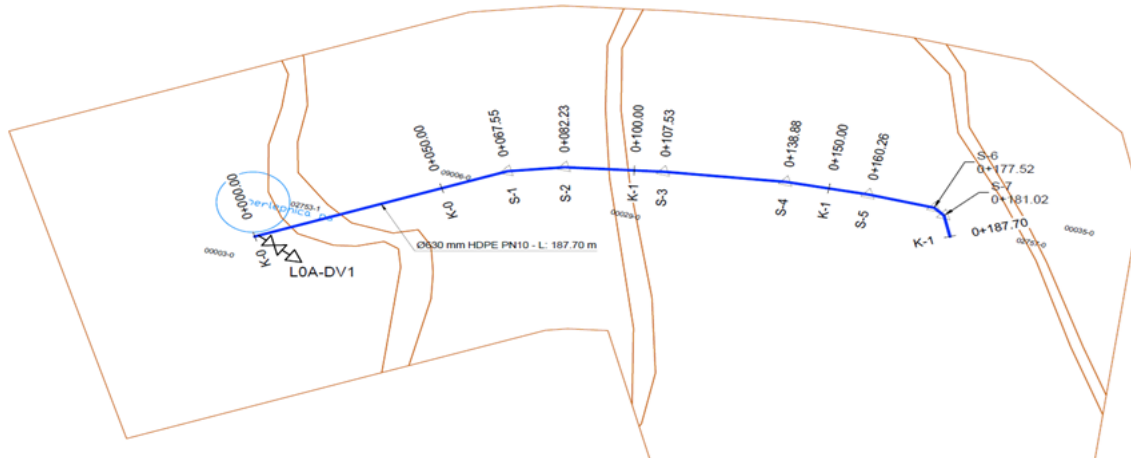 0+000.00
K-0
L0A-DV1
00003-0
02753-1
09006-0
0+050.00
K-0
Ø630 mm HDPE PN10 - L: 187.70 m
0+067.55
S-1
0+082.23
S-2
0+100.00
K-1
0+107.53
S-3
00029-0
0+138.88
S-4
0+150.00
K-1
0+160.26
S-5
S-6
0+177.52
S-7
0+181.02
K-1
0+187.70
00035-0